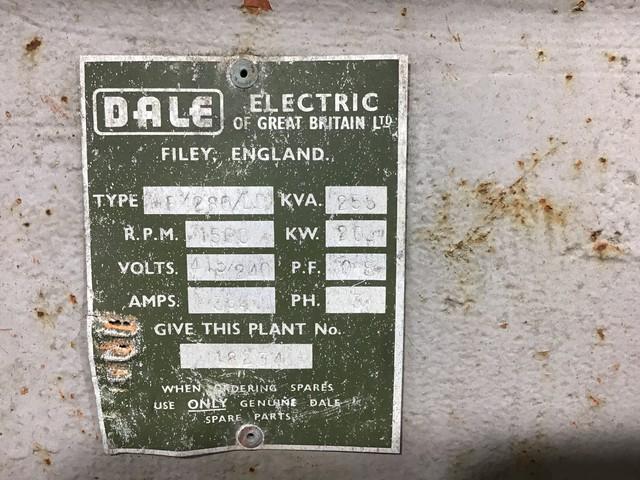 DALE ELECTRIC
OF GREAT BRITAIN LTD
FILEY, ENGLAND.
TYPE KVA. 255
R.P.M. 1500 KW.
VOLTS. P.F.
AMPS. PH.
GIVE THIS PLANT No.
WHEN ORDERING SPARES
USE ONLY GENUINE DALE
SPARE PARTS